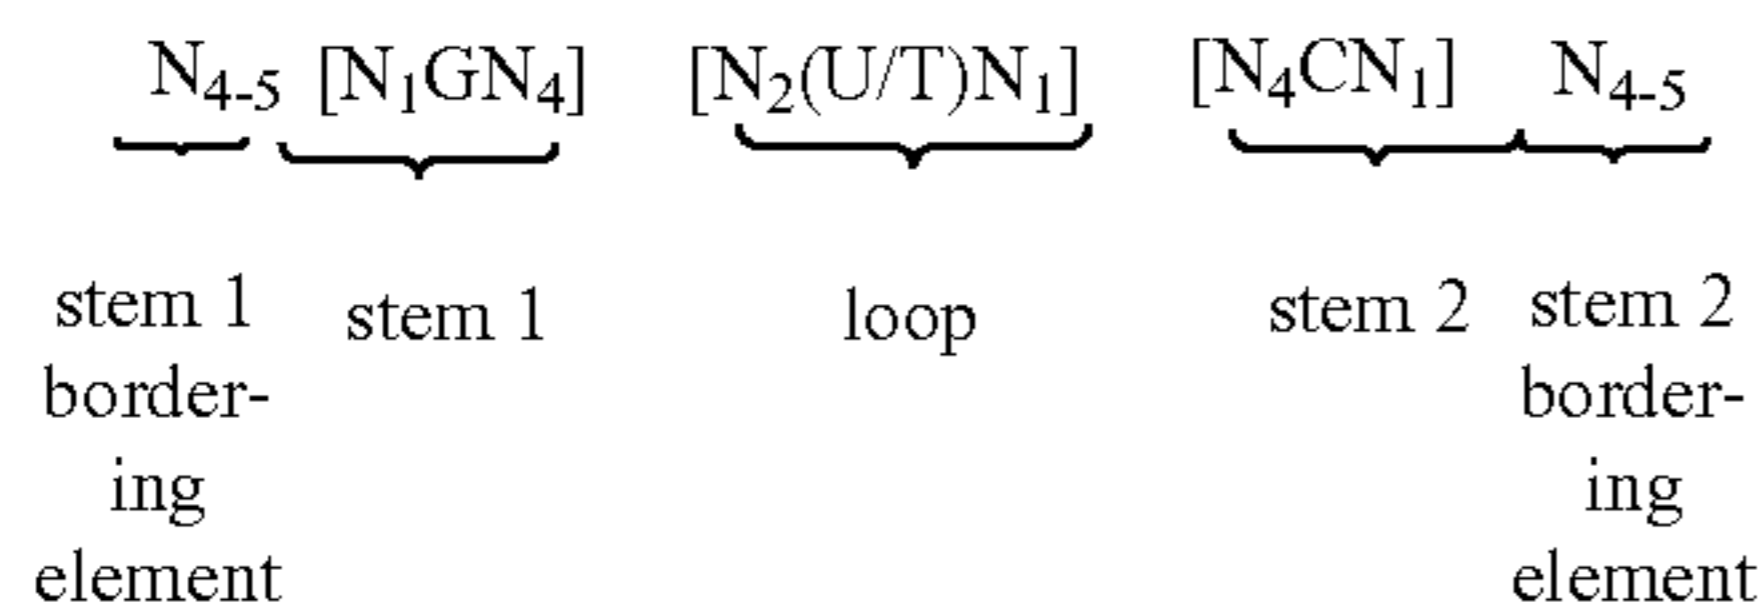 N₄₋₅ [N₁GN₄] [N₂(U/T)N₁] [N₄CN₁] N₄₋₅
stem 1 stem 1 loop stem 2 stem 2
border- border-
ing ing
element element